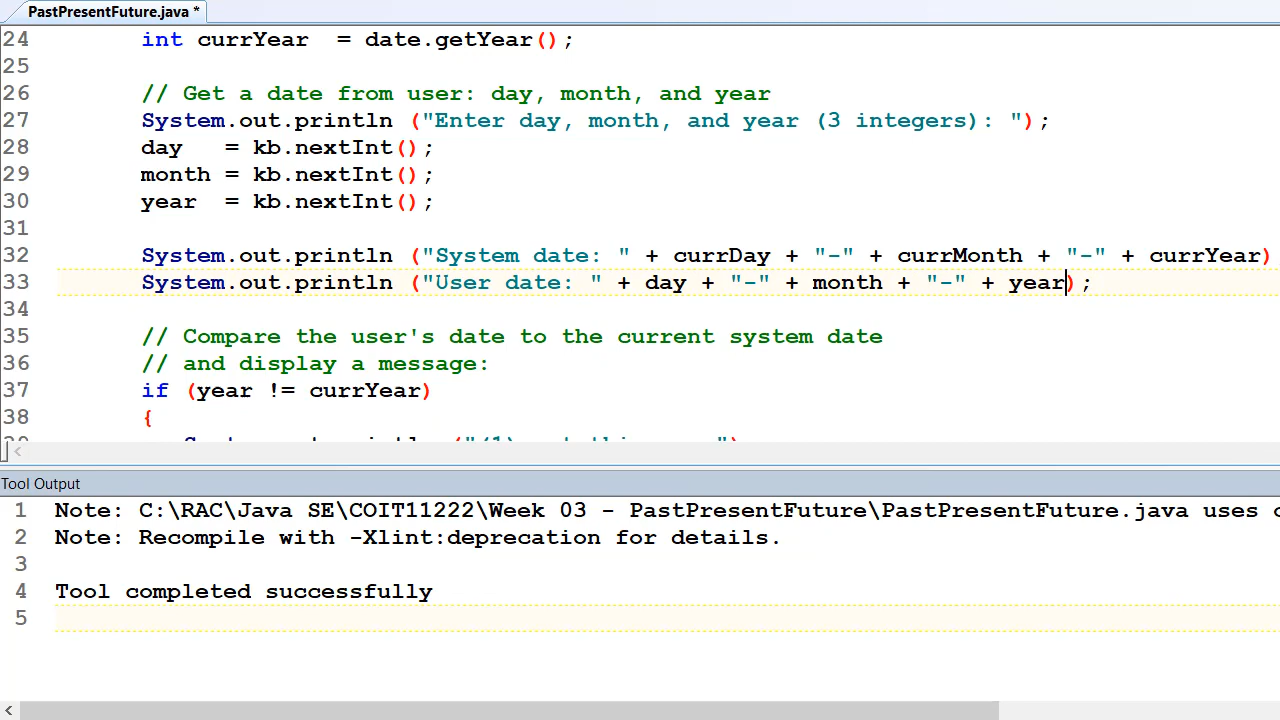 PastPresentFuture.java *
24 int currYear = date.getYear();
25
26 // Get a date from user: day, month, and year
27 System.out.println ("Enter day, month, and year (3 integers): ");
28 day = kb.nextInt();
29 month = kb.nextInt();
30 year = kb.nextInt();
31
32 System.out.println ("System date: " + currDay + "-" + currMonth + "-" + currYear)
33 System.out.println ("User date: " + day + "-" + month + "-" + year);
34
35 // Compare the user's date to the current system date
36 // and display a message:
37 if (year != currYear)
38 {
Tool Output
1 Note: C:\RAC\Java SE\COIT11222\Week 03 - PastPresentFuture\PastPresentFuture.java uses
2 Note: Recompile with -Xlint:deprecation for details.
3
4 Tool completed successfully
5